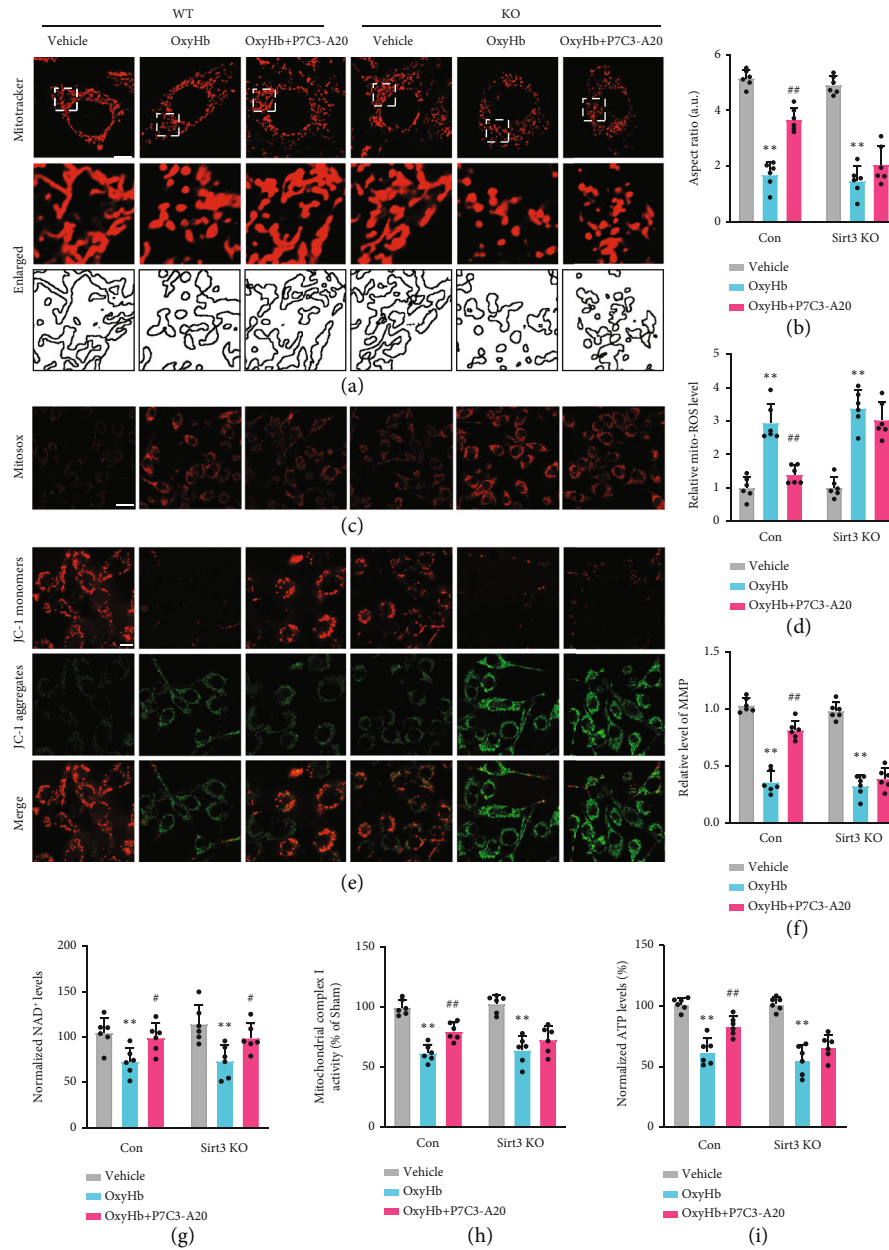 WT
KO
Vehicle
OxyHb
OxyHb+P7C3-A20
Vehicle
OxyHb
OxyHb+P7C3-A20
Mitotracker
Enlarged
(a)
Aspect ratio (a.u.)
6
4
2
0
**
##
**
Con
Sirt3 KO
Vehicle
OxyHb
OxyHb+P7C3-A20
(b)
Mitosox
(c)
Relative mito-ROS level
5
4
3
2
1
0
**
##
**
Con
Sirt3 KO
Vehicle
OxyHb
OxyHb+P7C3-A20
(d)
JC-1 monomers
JC-1 aggregates
Merge
(e)
Relative level of MMP
1.5
1.0
0.5
0.0
**
##
**
Con
Sirt3 KO
Vehicle
OxyHb
OxyHb+P7C3-A20
(f)
Normalized NAD⁺ levels
200
150
100
50
0
**
#
**
#
Con
Sirt3 KO
Vehicle
OxyHb
OxyHb+P7C3-A20
(g)
Mitochondrial complex I
activity (% of Sham)
150
100
50
0
**
##
**
Con
Sirt3 KO
Vehicle
OxyHb
OxyHb+P7C3-A20
(h)
Normalized ATP levels (%)
150
100
50
0
**
##
**
Con
Sirt3 KO
Vehicle
OxyHb
OxyHb+P7C3-A20
(i)